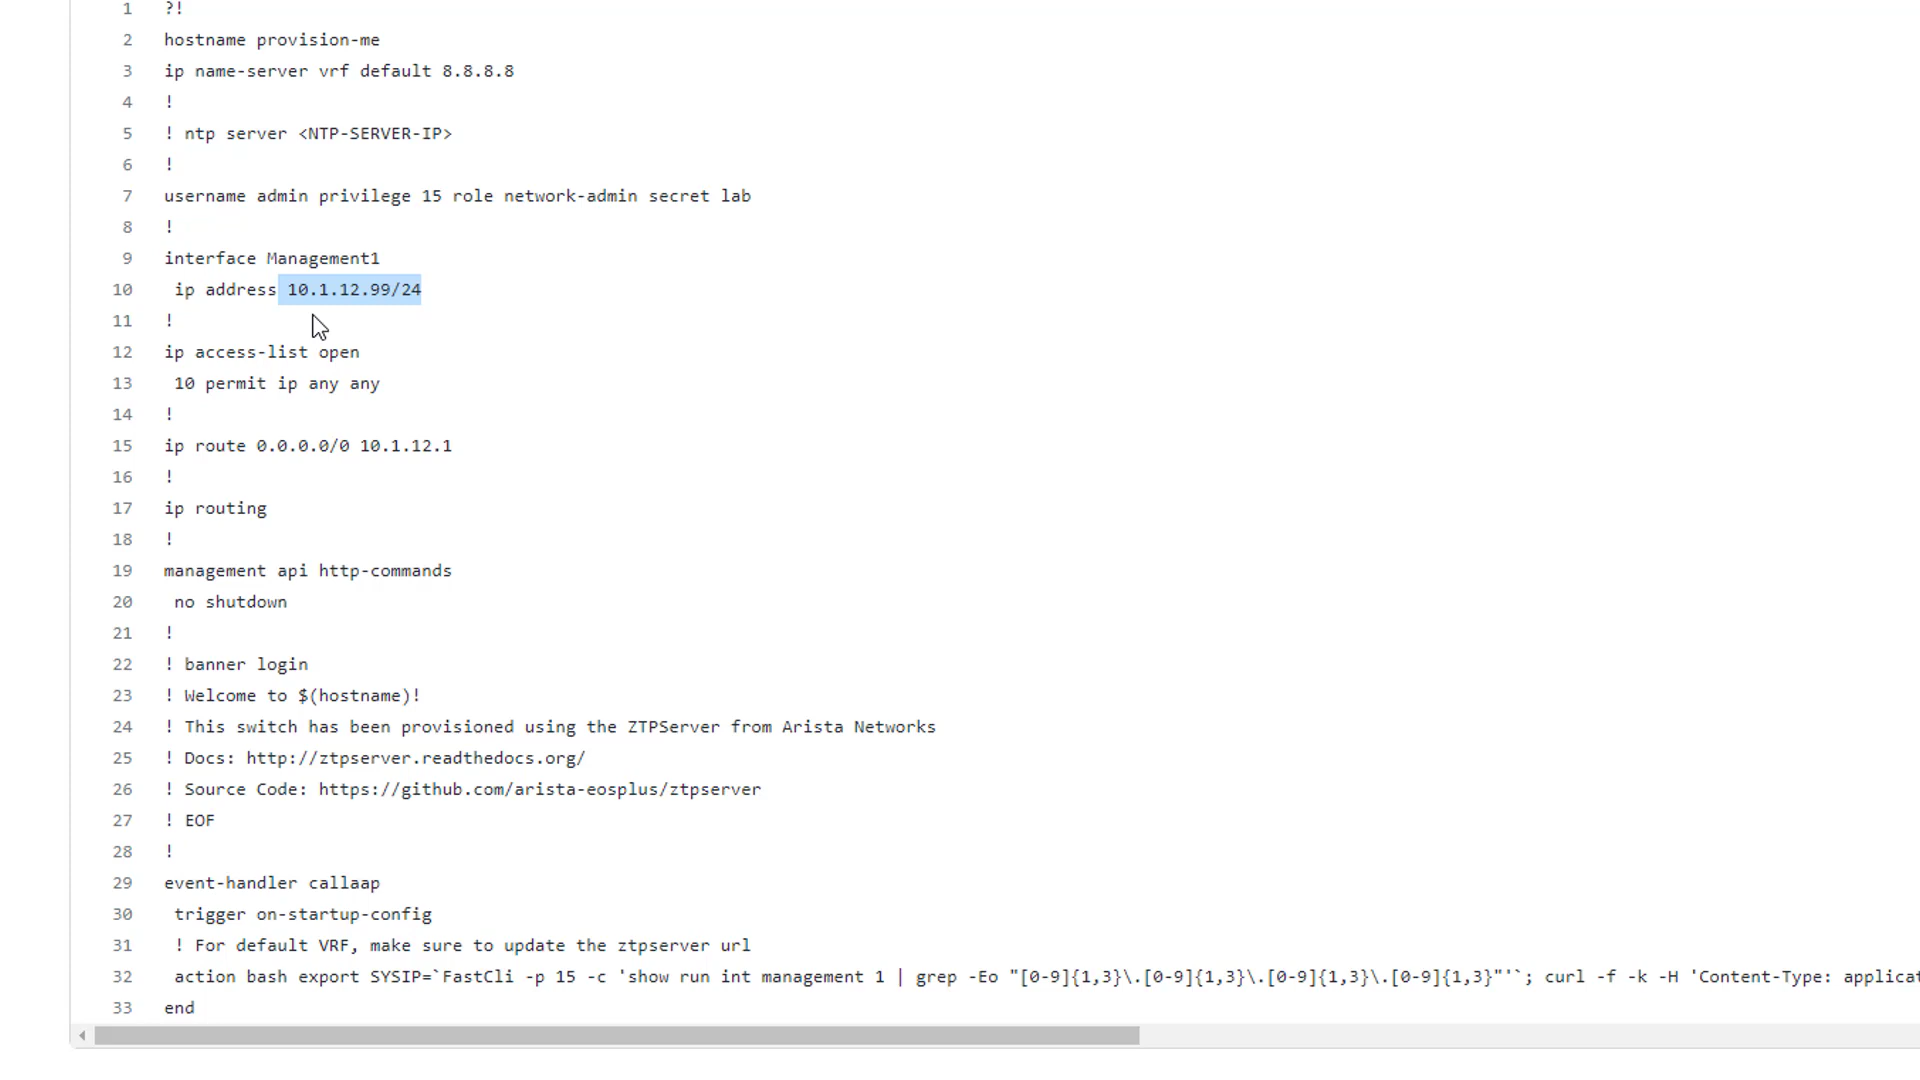 1 ?!
2 hostname provision-me
3 ip name-server vrf default 8.8.8.8
4 !
5 ! ntp server <NTP-SERVER-IP>
6 !
7 username admin privilege 15 role network-admin secret lab
8 !
9 interface Management1
10 ip address 10.1.12.99/24
11 !
12 ip access-list open
13 10 permit ip any any
14 !
15 ip route 0.0.0.0/0 10.1.12.1
16 !
17 ip routing
18 !
19 management api http-commands
20 no shutdown
21 !
22 ! banner login
23 ! Welcome to $(hostname)!
24 ! This switch has been provisioned using the ZTPServer from Arista Networks
25 ! Docs: http://ztpserver.readthedocs.org/
26 ! Source Code: https://github.com/arista-eosplus/ztpserver
27 ! EOF
28 !
29 event-handler callaap
30 trigger on-startup-config
31 ! For default VRF, make sure to update the ztpserver url
32 action bash export SYSIP=`FastCli -p 15 -c 'show run int management 1 | grep -Eo "[0-9]{1,3}\.[0-9]{1,3}\.[0-9]{1,3}\.[0-9]{1,3}"'`; curl -f -k -H 'Content-Type: applicat
33 end